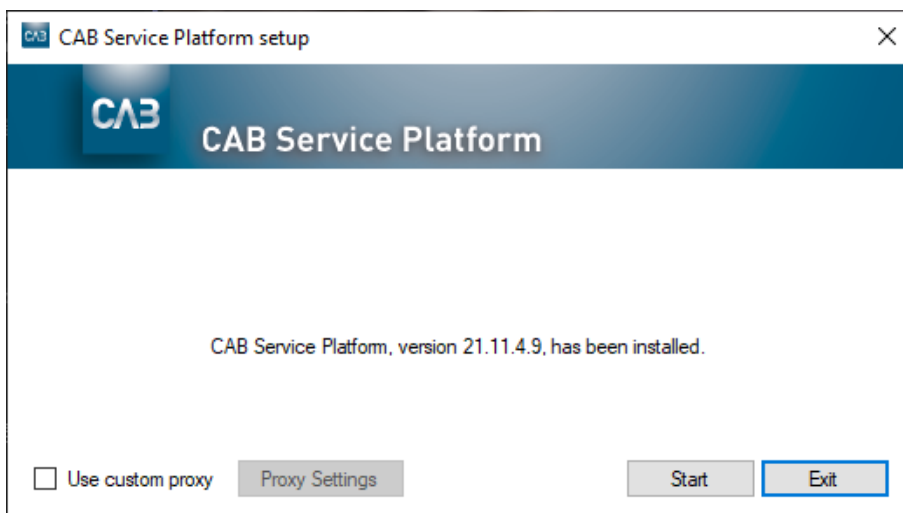 CAB CAB Service Platform setup
CAB
CAB Service Platform
CAB Service Platform, version 21.11.4.9, has been installed.
Use custom proxy Proxy Settings Start Exit